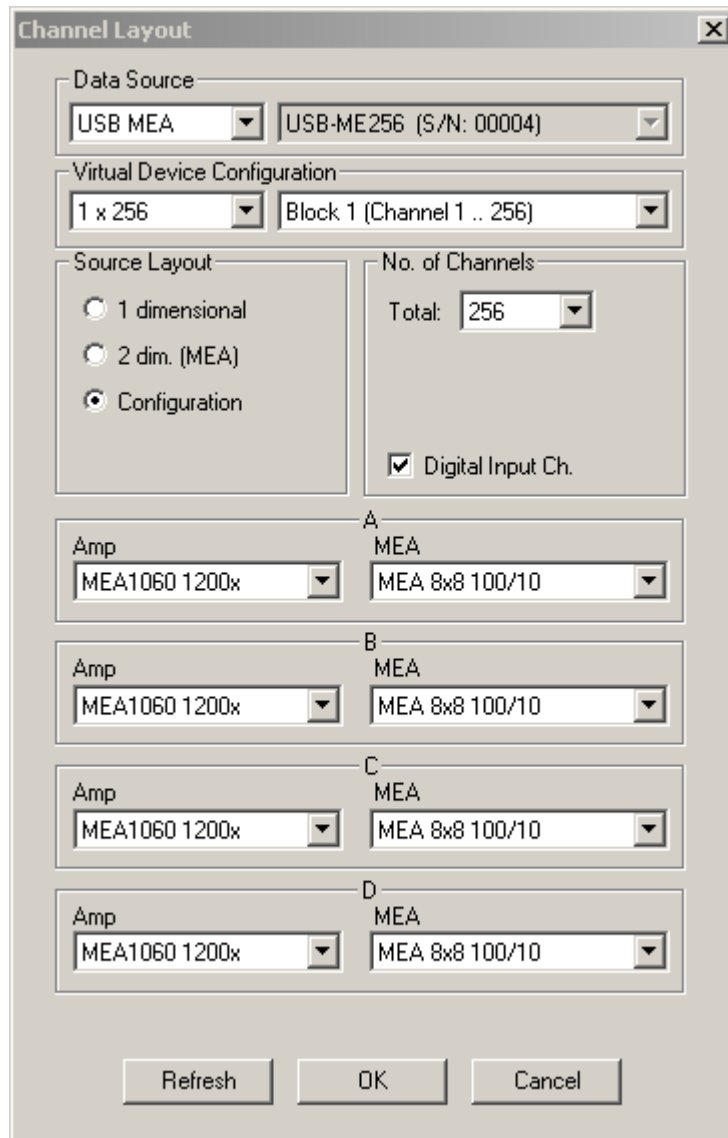 Channel Layout
Data Source
USB MEA USB-ME256 (S/N: 00004)
Virtual Device Configuration
1 x 256 Block 1 (Channel 1 .. 256)
Source Layout No. of Channels
1 dimensional Total: 256
2 dim. (MEA)
Configuration
Digital Input Ch.
A
Amp MEA
MEA1060 1200x MEA 8x8 100/10
B
Amp MEA
MEA1060 1200x MEA 8x8 100/10
C
Amp MEA
MEA1060 1200x MEA 8x8 100/10
D
Amp MEA
MEA1060 1200x MEA 8x8 100/10
Refresh OK Cancel